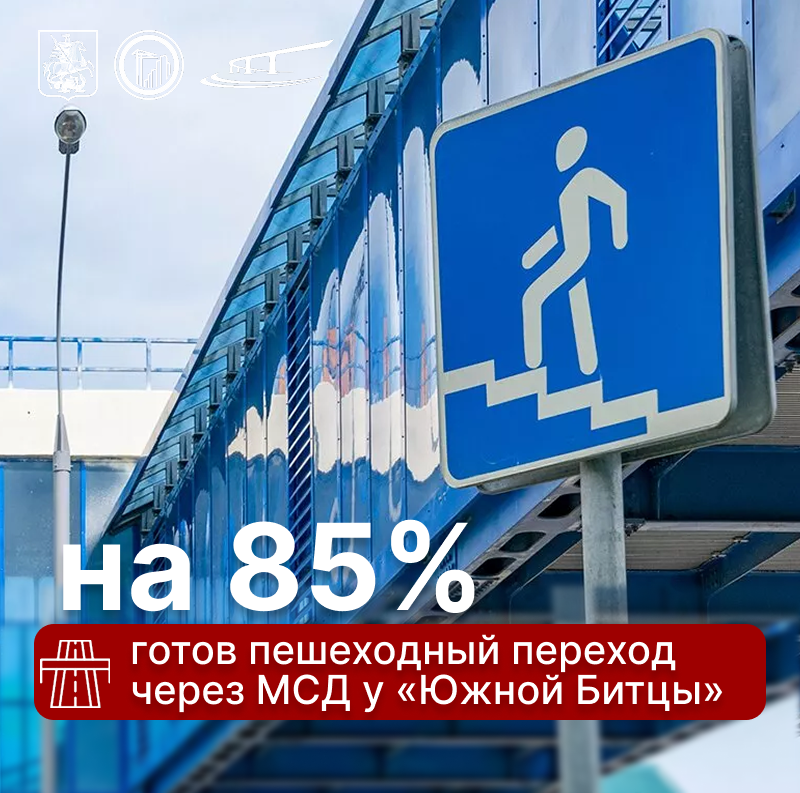 на 85%
готов пешеходный переход
через МСД у «Южной Битцы»